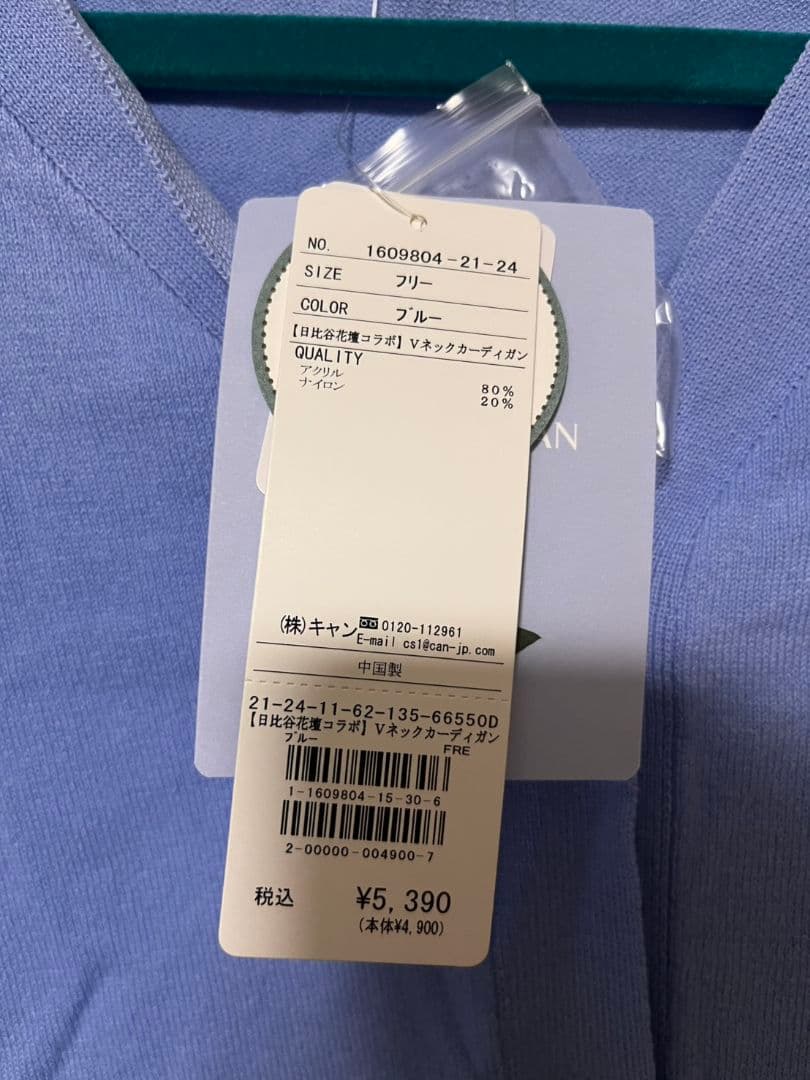 NO. 1609804-21-24
SIZE フリー
COLOR ブルー
【日比谷花壇コラボ】Vネックカーディガン
QUALITY
アクリル 80%
ナイロン 20%
AN
(株)キャン 0120-112961
E-mail cs1@can-jp.com
中国製
21-24-11-62-135-66550D
【日比谷花壇コラボ】Vネックカーディガン
ブルー FRE
1-1609804-15-30-6
2-00000-004900-7
税込 ¥5,390
(本体¥4,900)